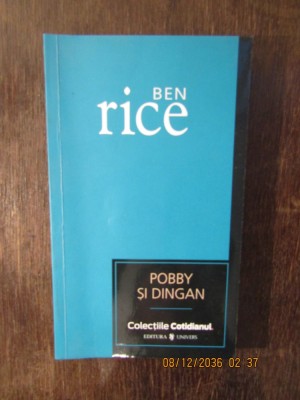 BEN
rice
POBBY
ȘI DINGAN
Colecțiile Cotidianul.
EDITURA UNIVERS
08/12/2036 02:37